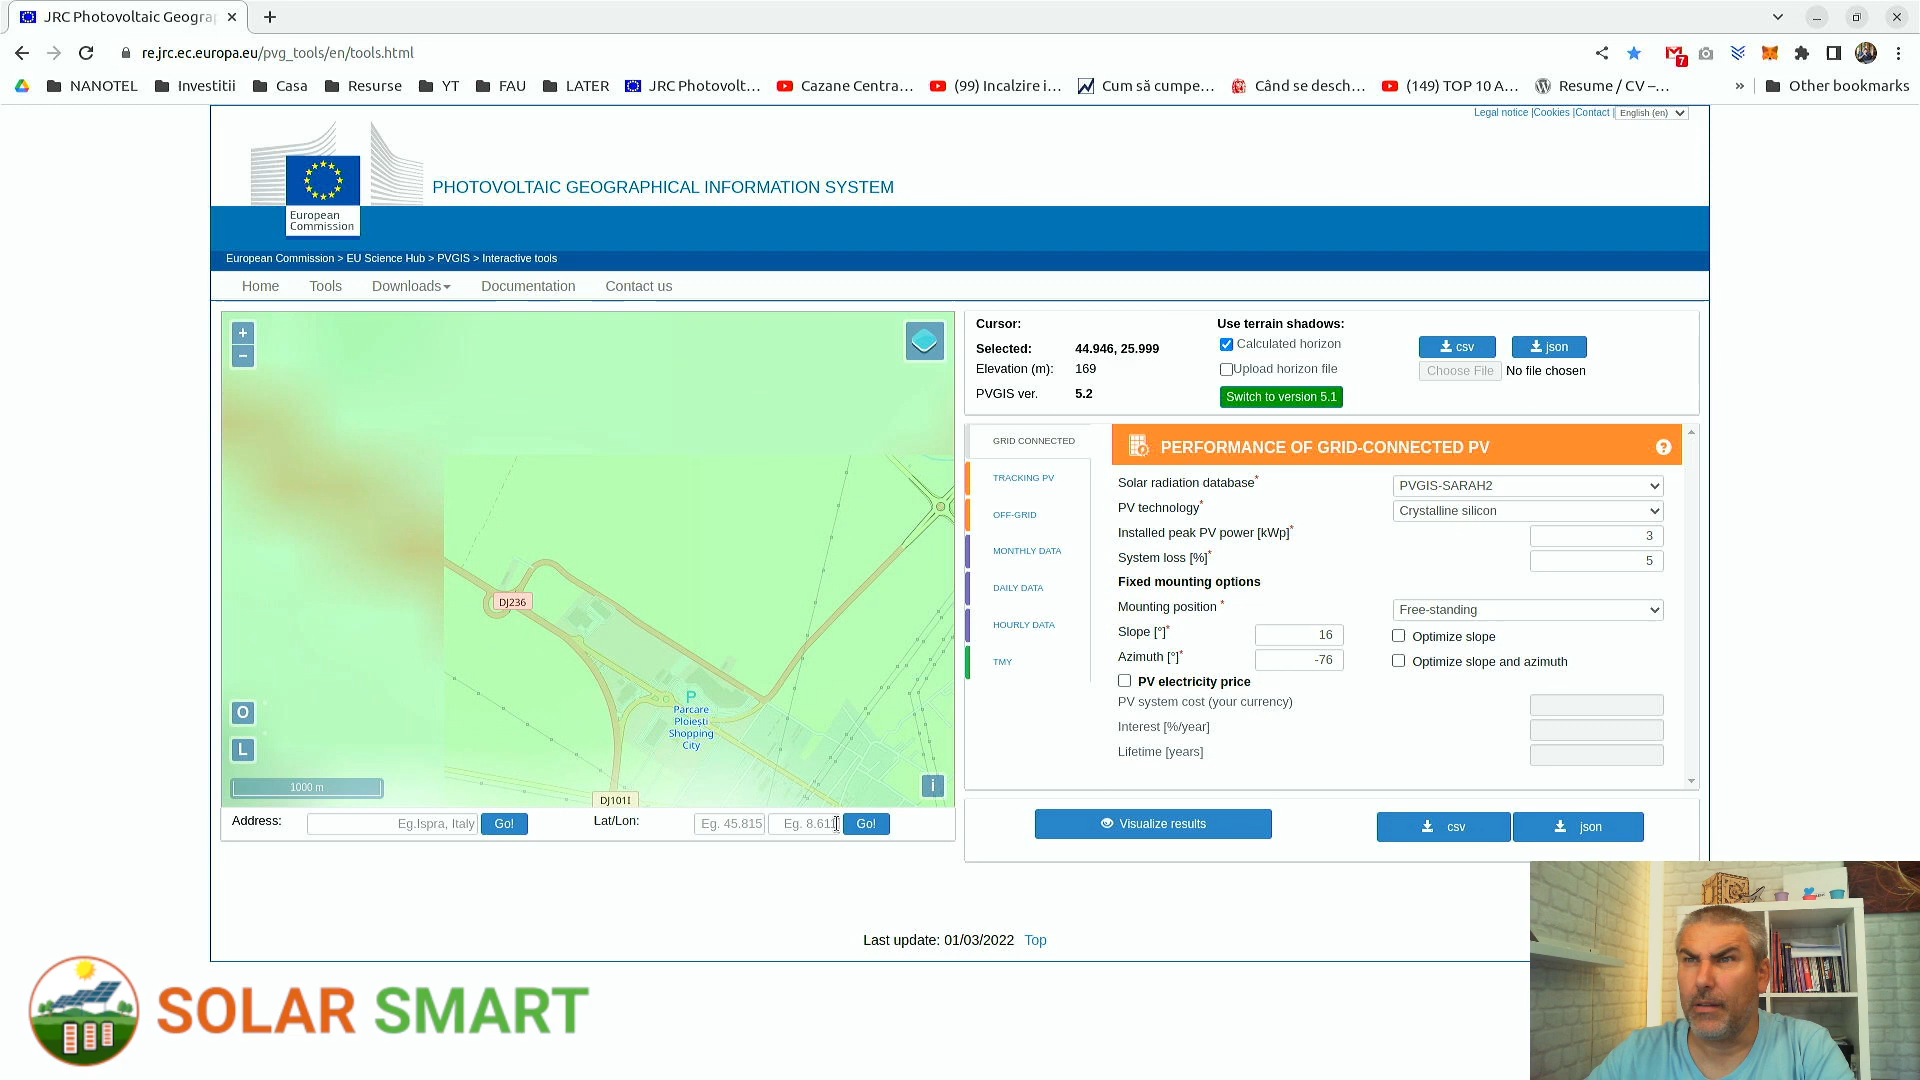 JRC Photovoltaic Geogra
re.jrc.ec.europa.eu/pvg_tools/en/tools.html
7
NANOTEL Investitii Casa Resurse YT FAU LATER JRC Photovolt… Cazane Centra… (99) Incalzire i… Cum să cumpe… Când se desch… (149) TOP 10 A… Resume / CV –… » Other bookmarks
Legal notice |Cookies |Contact | English (en)
PHOTOVOLTAIC GEOGRAPHICAL INFORMATION SYSTEM
European
Commission
European Commission > EU Science Hub > PVGIS > Interactive tools
Home Tools Downloads Documentation Contact us
+
−
DJ236
P
Parcare
Ploiesti
Shopping
City
O
L
1000 m
DJ101I
i
Address: Eg.Ispra, Italy Go! Lat/Lon: Eg. 45.815 Eg. 8.611 Go!
Cursor:
Selected: 44.946, 25.999
Elevation (m): 169
PVGIS ver. 5.2
Use terrain shadows:
Calculated horizon
Upload horizon file
Switch to version 5.1
csv json
Choose File No file chosen
GRID CONNECTED
TRACKING PV
OFF-GRID
MONTHLY DATA
DAILY DATA
HOURLY DATA
TMY
PERFORMANCE OF GRID-CONNECTED PV ?
Solar radiation database* PVGIS-SARAH2
PV technology* Crystalline silicon
Installed peak PV power [kWp]* 3
System loss [%]* 5
Fixed mounting options
Mounting position * Free-standing
Slope [°]* 16 Optimize slope
Azimuth [°]* -76 Optimize slope and azimuth
PV electricity price
PV system cost (your currency)
Interest [%/year]
Lifetime [years]
Visualize results csv json
Last update: 01/03/2022 Top
SOLAR SMART